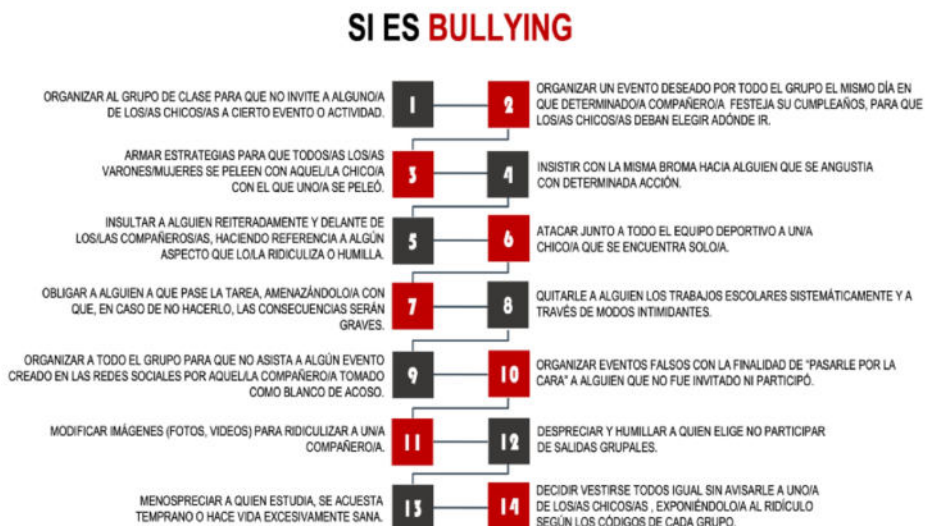 SI ES BULLYING
ORGANIZAR AL GRUPO DE CLASE PARA QUE NO INVITE A ALGUNO/A
DE LOS/AS CHICOS/AS A CIERTO EVENTO O ACTIVIDAD.
1
2
ORGANIZAR UN EVENTO DESEADO POR TODO EL GRUPO EL MISMO DÍA EN
QUE DETERMINADO/A COMPAÑERO/A FESTEJA SU CUMPLEAÑOS, PARA QUE
LOS/AS CHICOS/AS DEBAN ELEGIR ADÓNDE IR.
ARMAR ESTRATEGIAS PARA QUE TODOS/AS LOS/AS
VARONES/MUJERES SE PELEEN CON AQUEL/LA CHICO/A
CON EL QUE UNO/A SE PELEÓ.
3
4
INSISTIR CON LA MISMA BROMA HACIA ALGUIEN QUE SE ANGUSTIA
CON DETERMINADA ACCIÓN.
INSULTAR A ALGUIEN REITERADAMENTE Y DELANTE DE
LOS/LAS COMPAÑEROS/AS, HACIENDO REFERENCIA A ALGÚN
ASPECTO QUE LO/LA RIDICULIZA O HUMILLA.
5
6
ATACAR JUNTO A TODO EL EQUIPO DEPORTIVO A UN/A
CHICO/A QUE SE ENCUENTRA SOLO/A.
OBLIGAR A ALGUIEN A QUE PASE LA TAREA, AMENAZÁNDOLO/A CON
QUE, EN CASO DE NO HACERLO, LAS CONSECUENCIAS SERÁN
GRAVES.
7
8
QUITARLE A ALGUIEN LOS TRABAJOS ESCOLARES SISTEMÁTICAMENTE Y A
TRAVÉS DE MODOS INTIMIDANTES.
ORGANIZAR A TODO EL GRUPO PARA QUE NO ASISTA A ALGÚN EVENTO
CREADO EN LAS REDES SOCIALES POR AQUEL/LA COMPAÑERO/A TOMADO
COMO BLANCO DE ACOSO.
9
10
ORGANIZAR EVENTOS FALSOS CON LA FINALIDAD DE "PASARLE POR LA
CARA" A ALGUIEN QUE NO FUE INVITADO NI PARTICIPÓ.
MODIFICAR IMÁGENES (FOTOS, VIDEOS) PARA RIDICULIZAR A UN/A
COMPAÑERO/A.
11
12
DESPRECIAR Y HUMILLAR A QUIEN ELIGE NO PARTICIPAR
DE SALIDAS GRUPALES.
MENOSPRECIAR A QUIEN ESTUDIA, SE ACUESTA
TEMPRANO O HACE VIDA EXCESIVAMENTE SANA.
13
14
DECIDIR VESTIRSE TODOS IGUAL SIN AVISARLE A UNO/A
DE LOS/AS CHICOS/AS , EXPONIÉNDOLO/A AL RIDÍCULO
SEGÚN LOS CÓDIGOS DE CADA GRUPO.